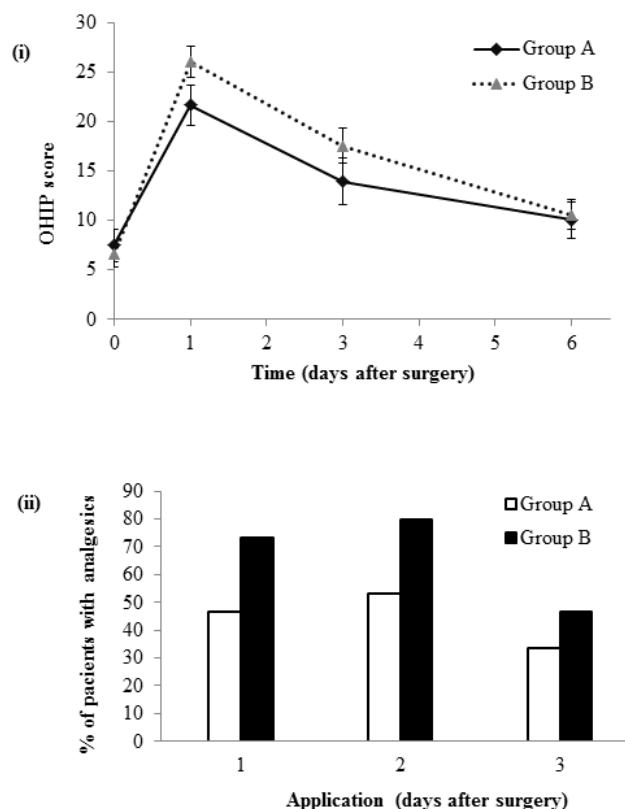 (i)
30
25
20
15
10
5
0
OHIP score
Group A
Group B
0 1 2 3 4 5 6
Time (days after surgery)
(ii)
90
80
70
60
50
40
30
20
10
0
% of pacients with analgesics
Group A
Group B
1 2 3
Application (days after surgery)